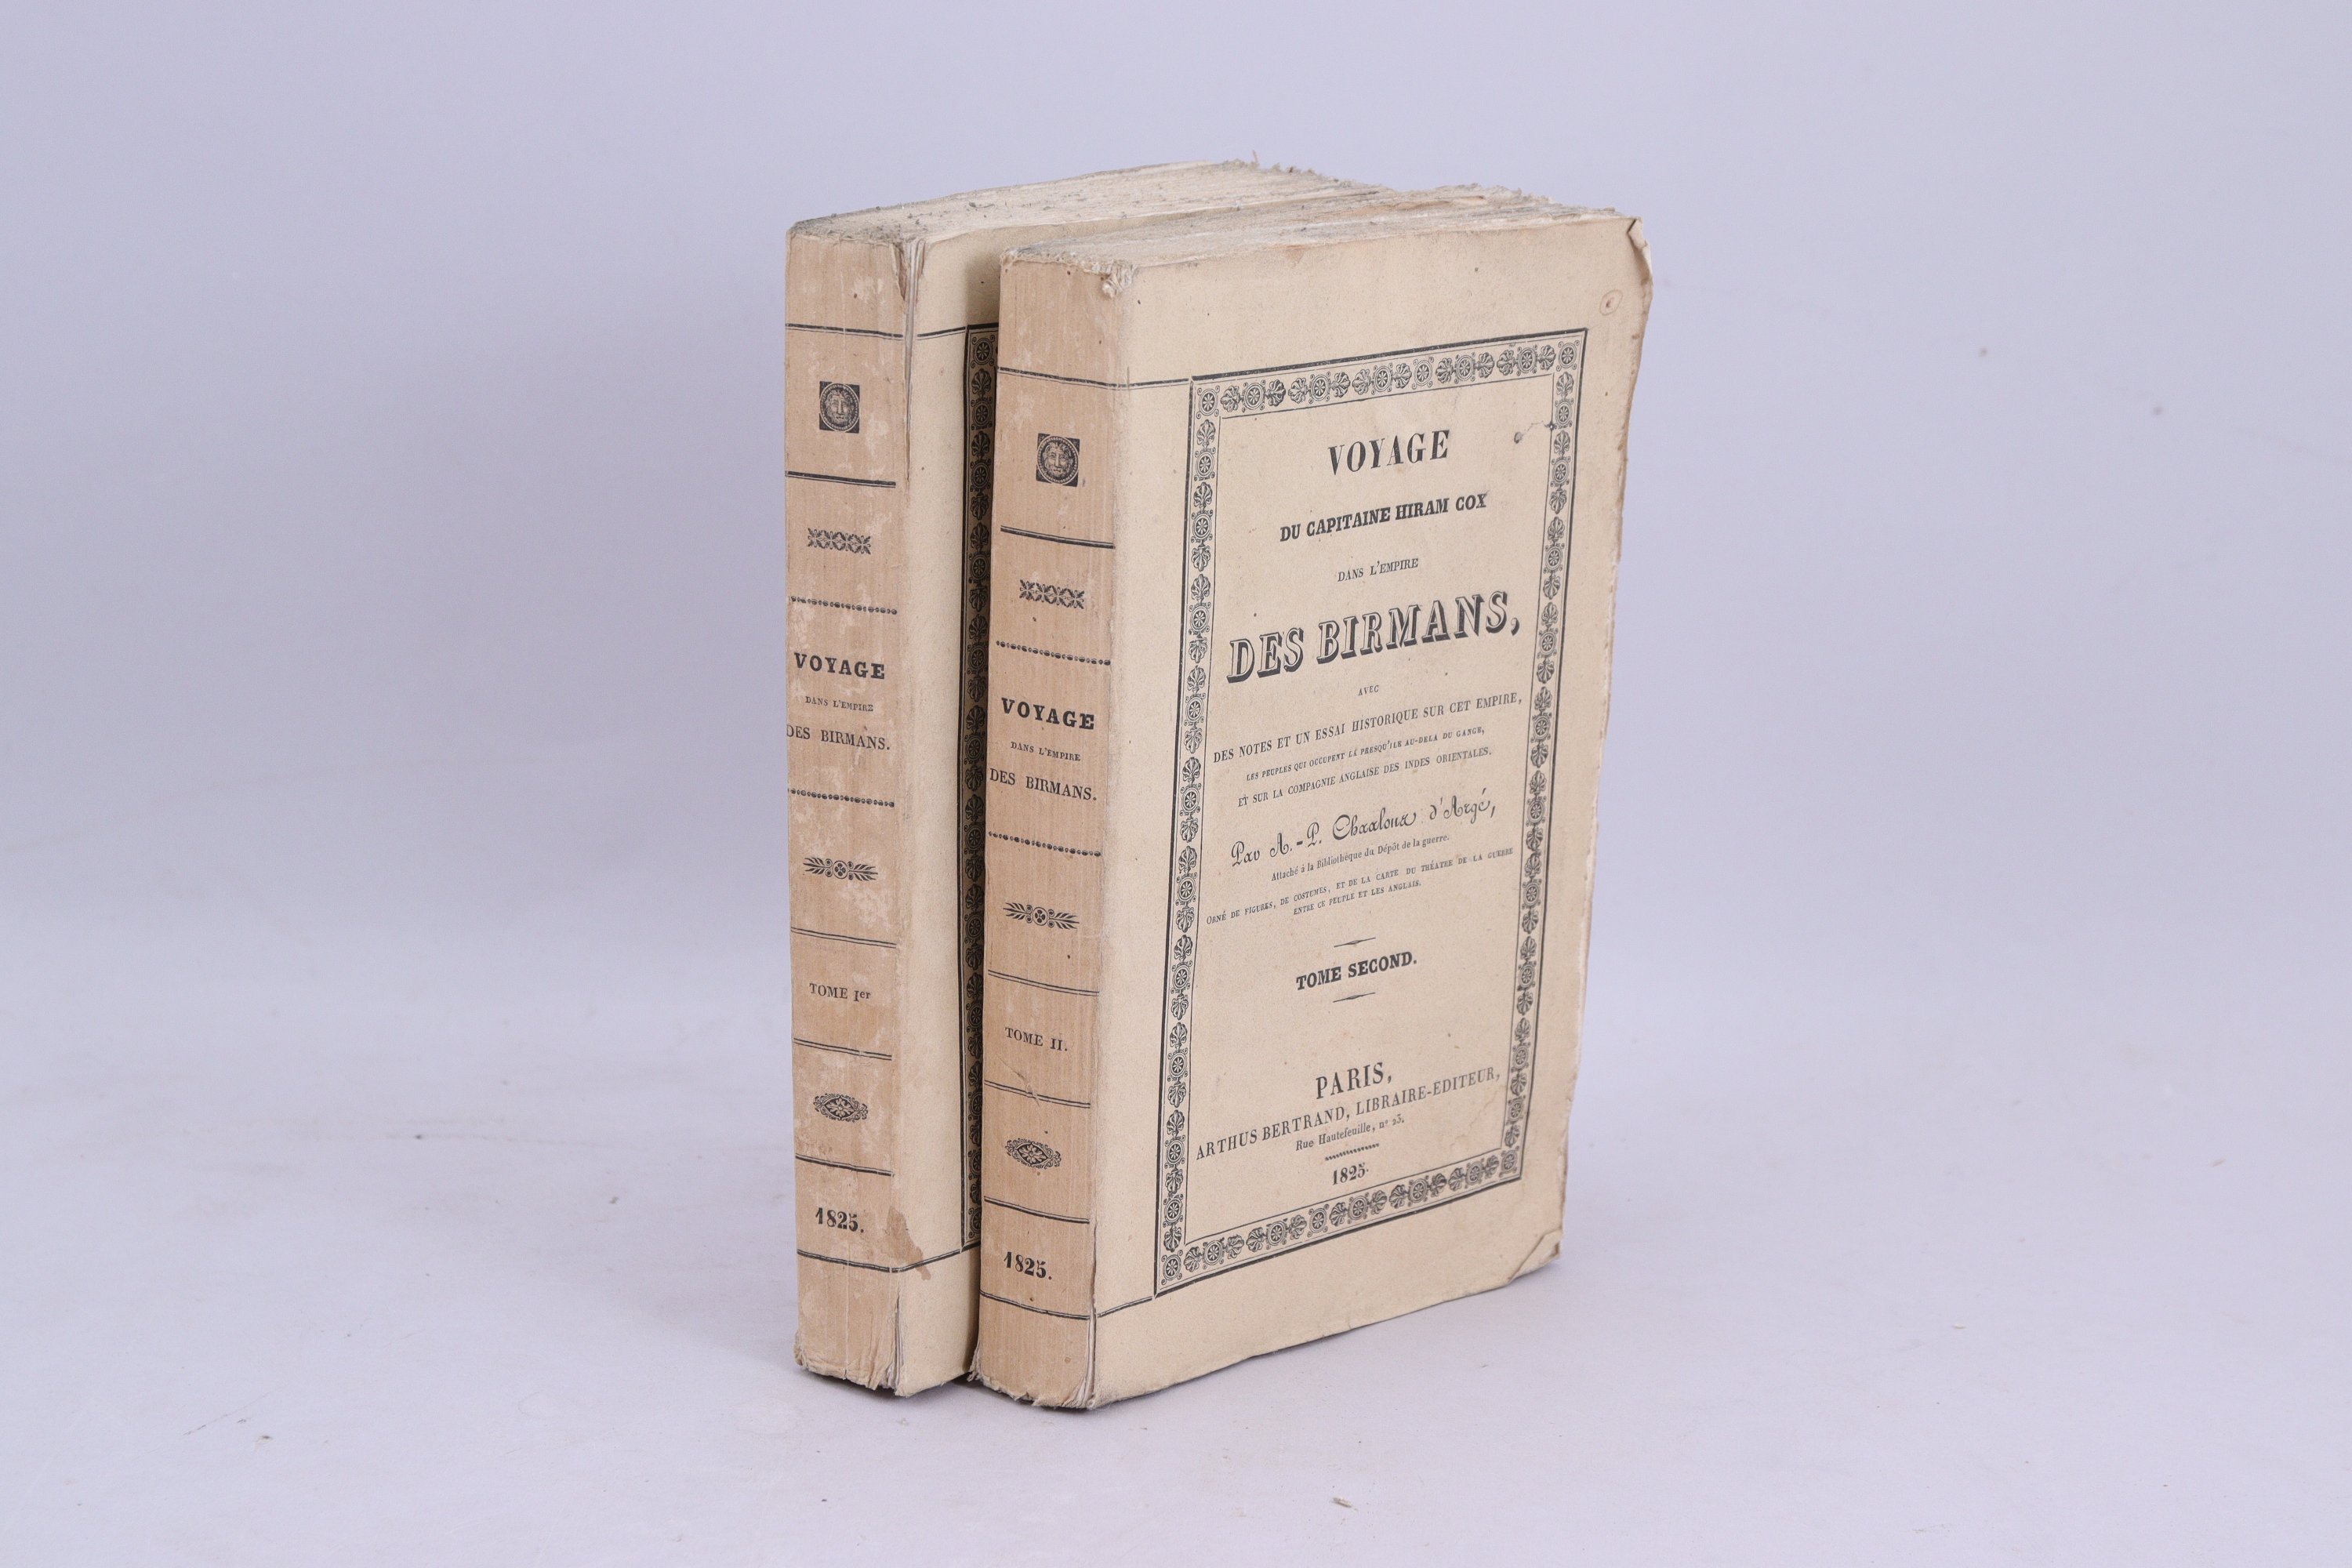 VOYAGE
DANS L'EMPIRE
DES BIRMANS.
TOME Ier
1825.
VOYAGE
DANS L'EMPIRE
DES BIRMANS.
TOME II.
1825.
VOYAGE
DU CAPITAINE HIRAM COX
DANS L'EMPIRE
DES BIRMANS,
AVEC
DES NOTES ET UN ESSAI HISTORIQUE SUR CET EMPIRE,
LES PEUPLES QUI OCCUPENT LA PRESQU'ILE AU-DELA DU GANGE,
ET SUR LA COMPAGNIE ANGLAISE DES INDES ORIENTALES.
Par A.-P. Chaalons d'Argé,
Attaché à la Bibliothèque du Dépôt de la guerre.
ORNÉ DE FIGURES, DE COSTUMES, ET DE LA CARTE DU THÉATRE DE LA GUERRE
ENTRE CE PEUPLE ET LES ANGLAIS.
TOME SECOND.
PARIS,
ARTHUS BERTRAND, LIBRAIRE-EDITEUR,
Rue Hautefeuille, nº 23.
1825.